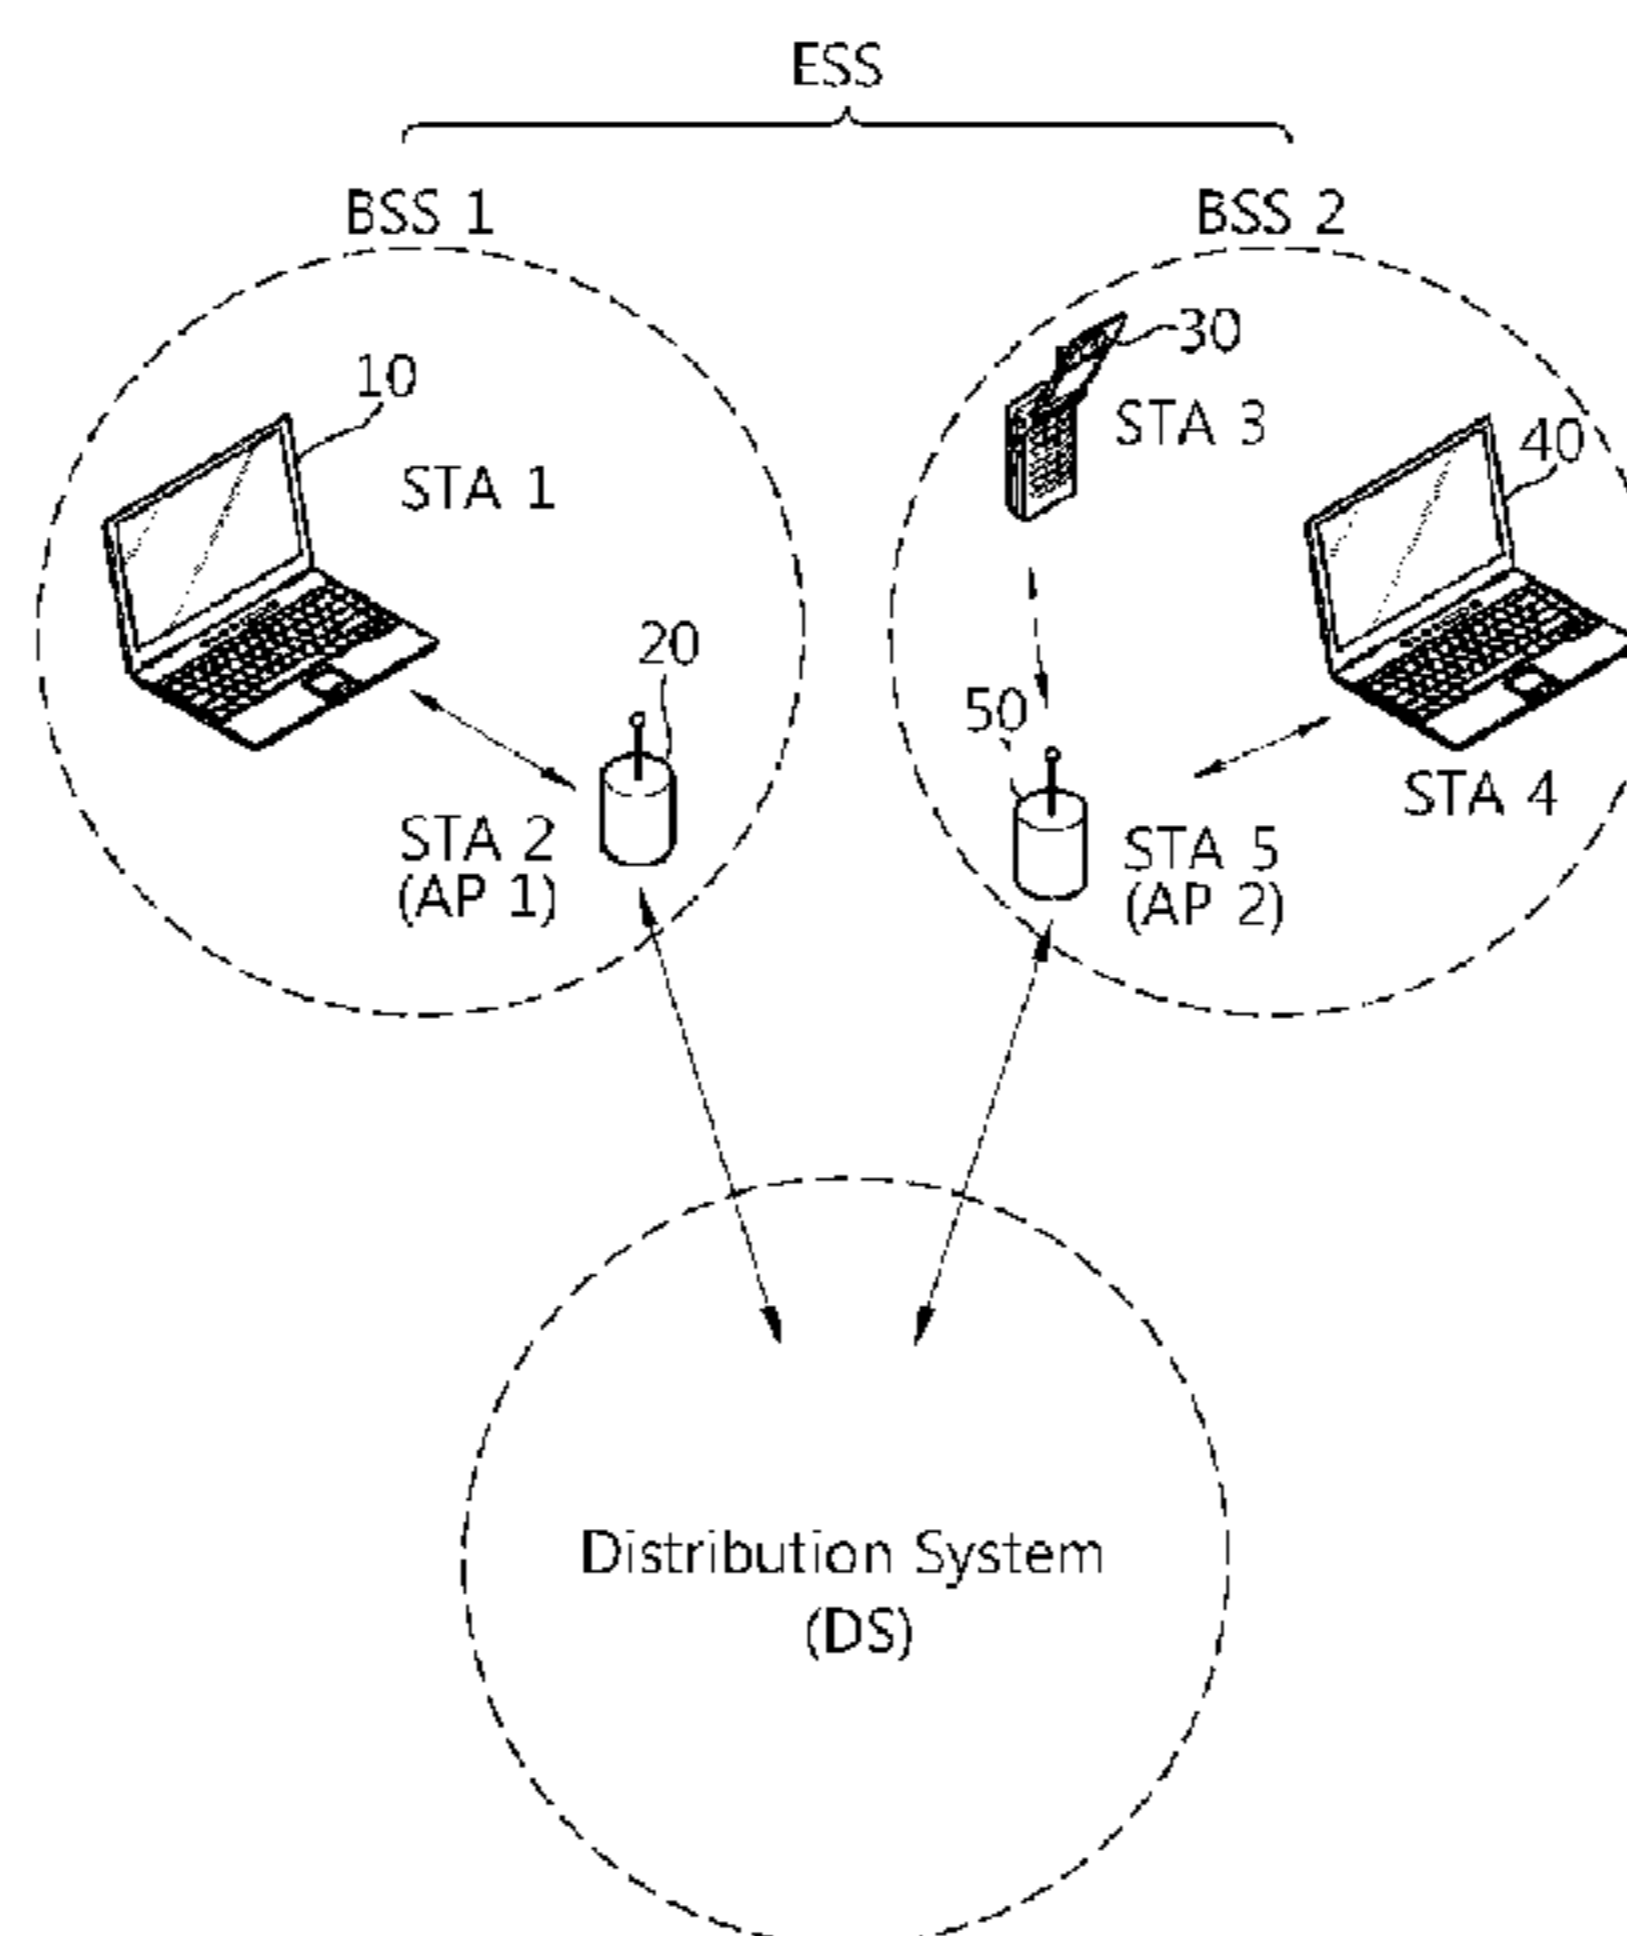 ESS
BSS 1
BSS 2
10
STA 1
20
STA 2
(AP 1)
30
STA 3
40
50
STA 4
STA 5
(AP 2)
Distribution System
(DS)